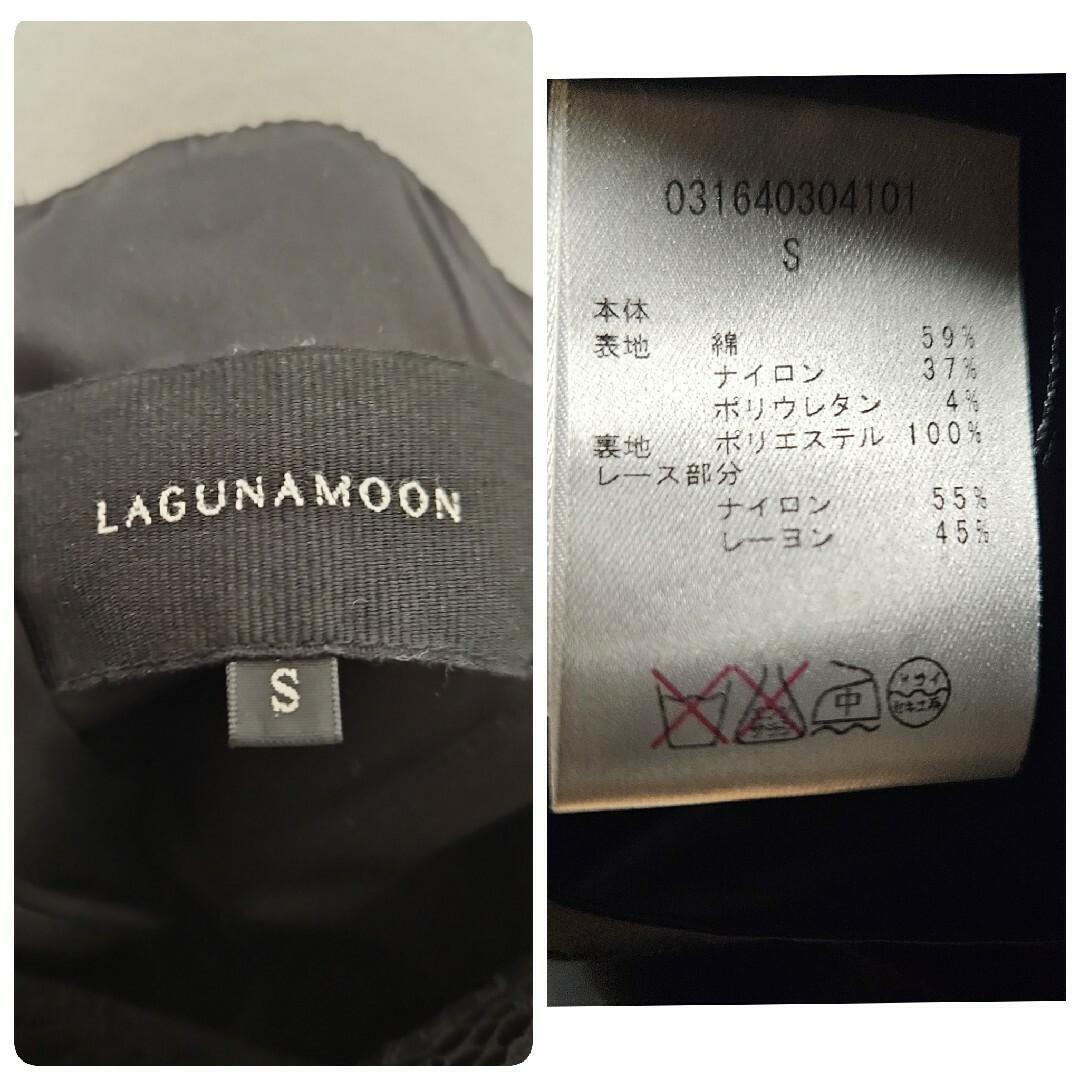 LAGUNAMOON
S
031640304101
S
本体
表地 綿 59%
ナイロン 37%
ポリウレタン 4%
裏地 ポリエステル 100%
レース部分
ナイロン 55%
レーヨン 45%
中